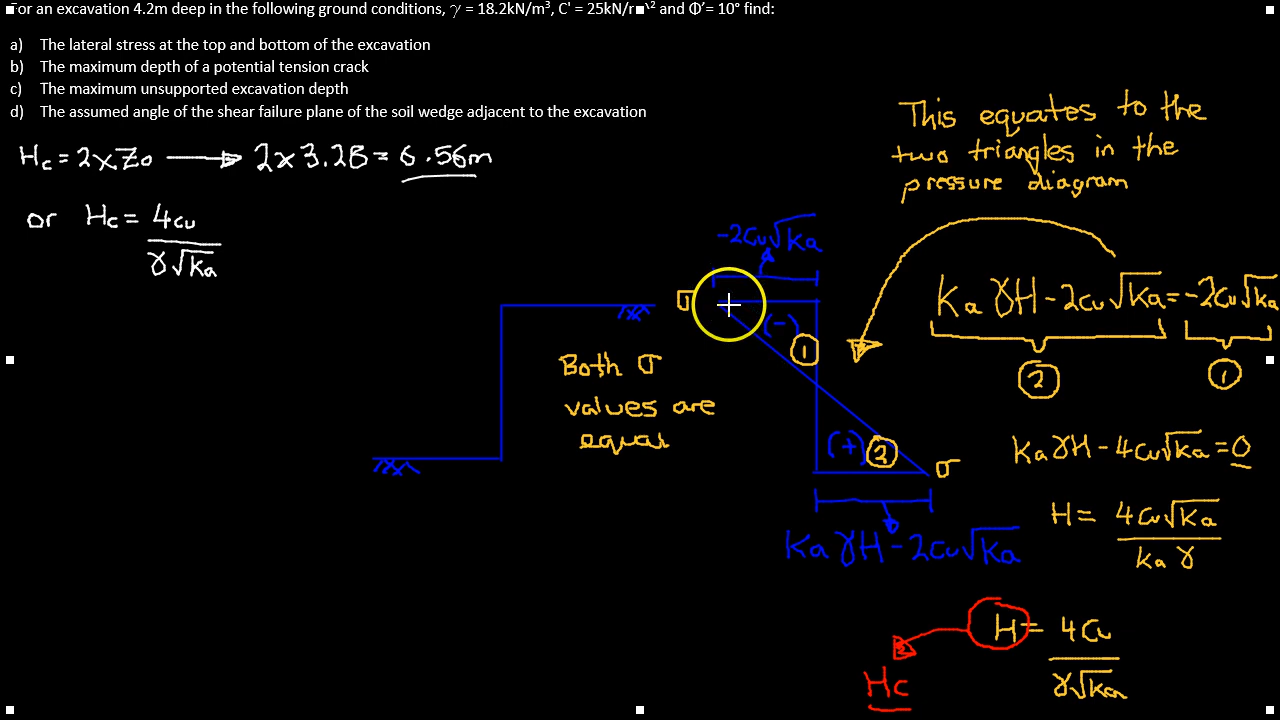 For an excavation 4.2m deep in the following ground conditions, γ = 18.2kN/m³, C' = 25kN/m^2 and Φ'= 10° find:
a) The lateral stress at the top and bottom of the excavation
b) The maximum depth of a potential tension crack
c) The maximum unsupported excavation depth
d) The assumed angle of the shear failure plane of the soil wedge adjacent to the excavation
Hc = 2xZo → 2 x 3.28 = 6.56m
or Hc = 4cu / γ√Ka
This equates to the
two triangles in the
pressure diagram
-2Cu√Ka
Ka γH - 2cu√Ka = -2Cu√Ka
2 1
σ
(-) 1
Both σ
values are
equal
(+) 2 σ
Ka γH - 2cu√Ka
KaγH - 4cu√Ka = 0
H = 4Cu√Ka / Ka γ
H = 4Cu / γ√Ka
Hc